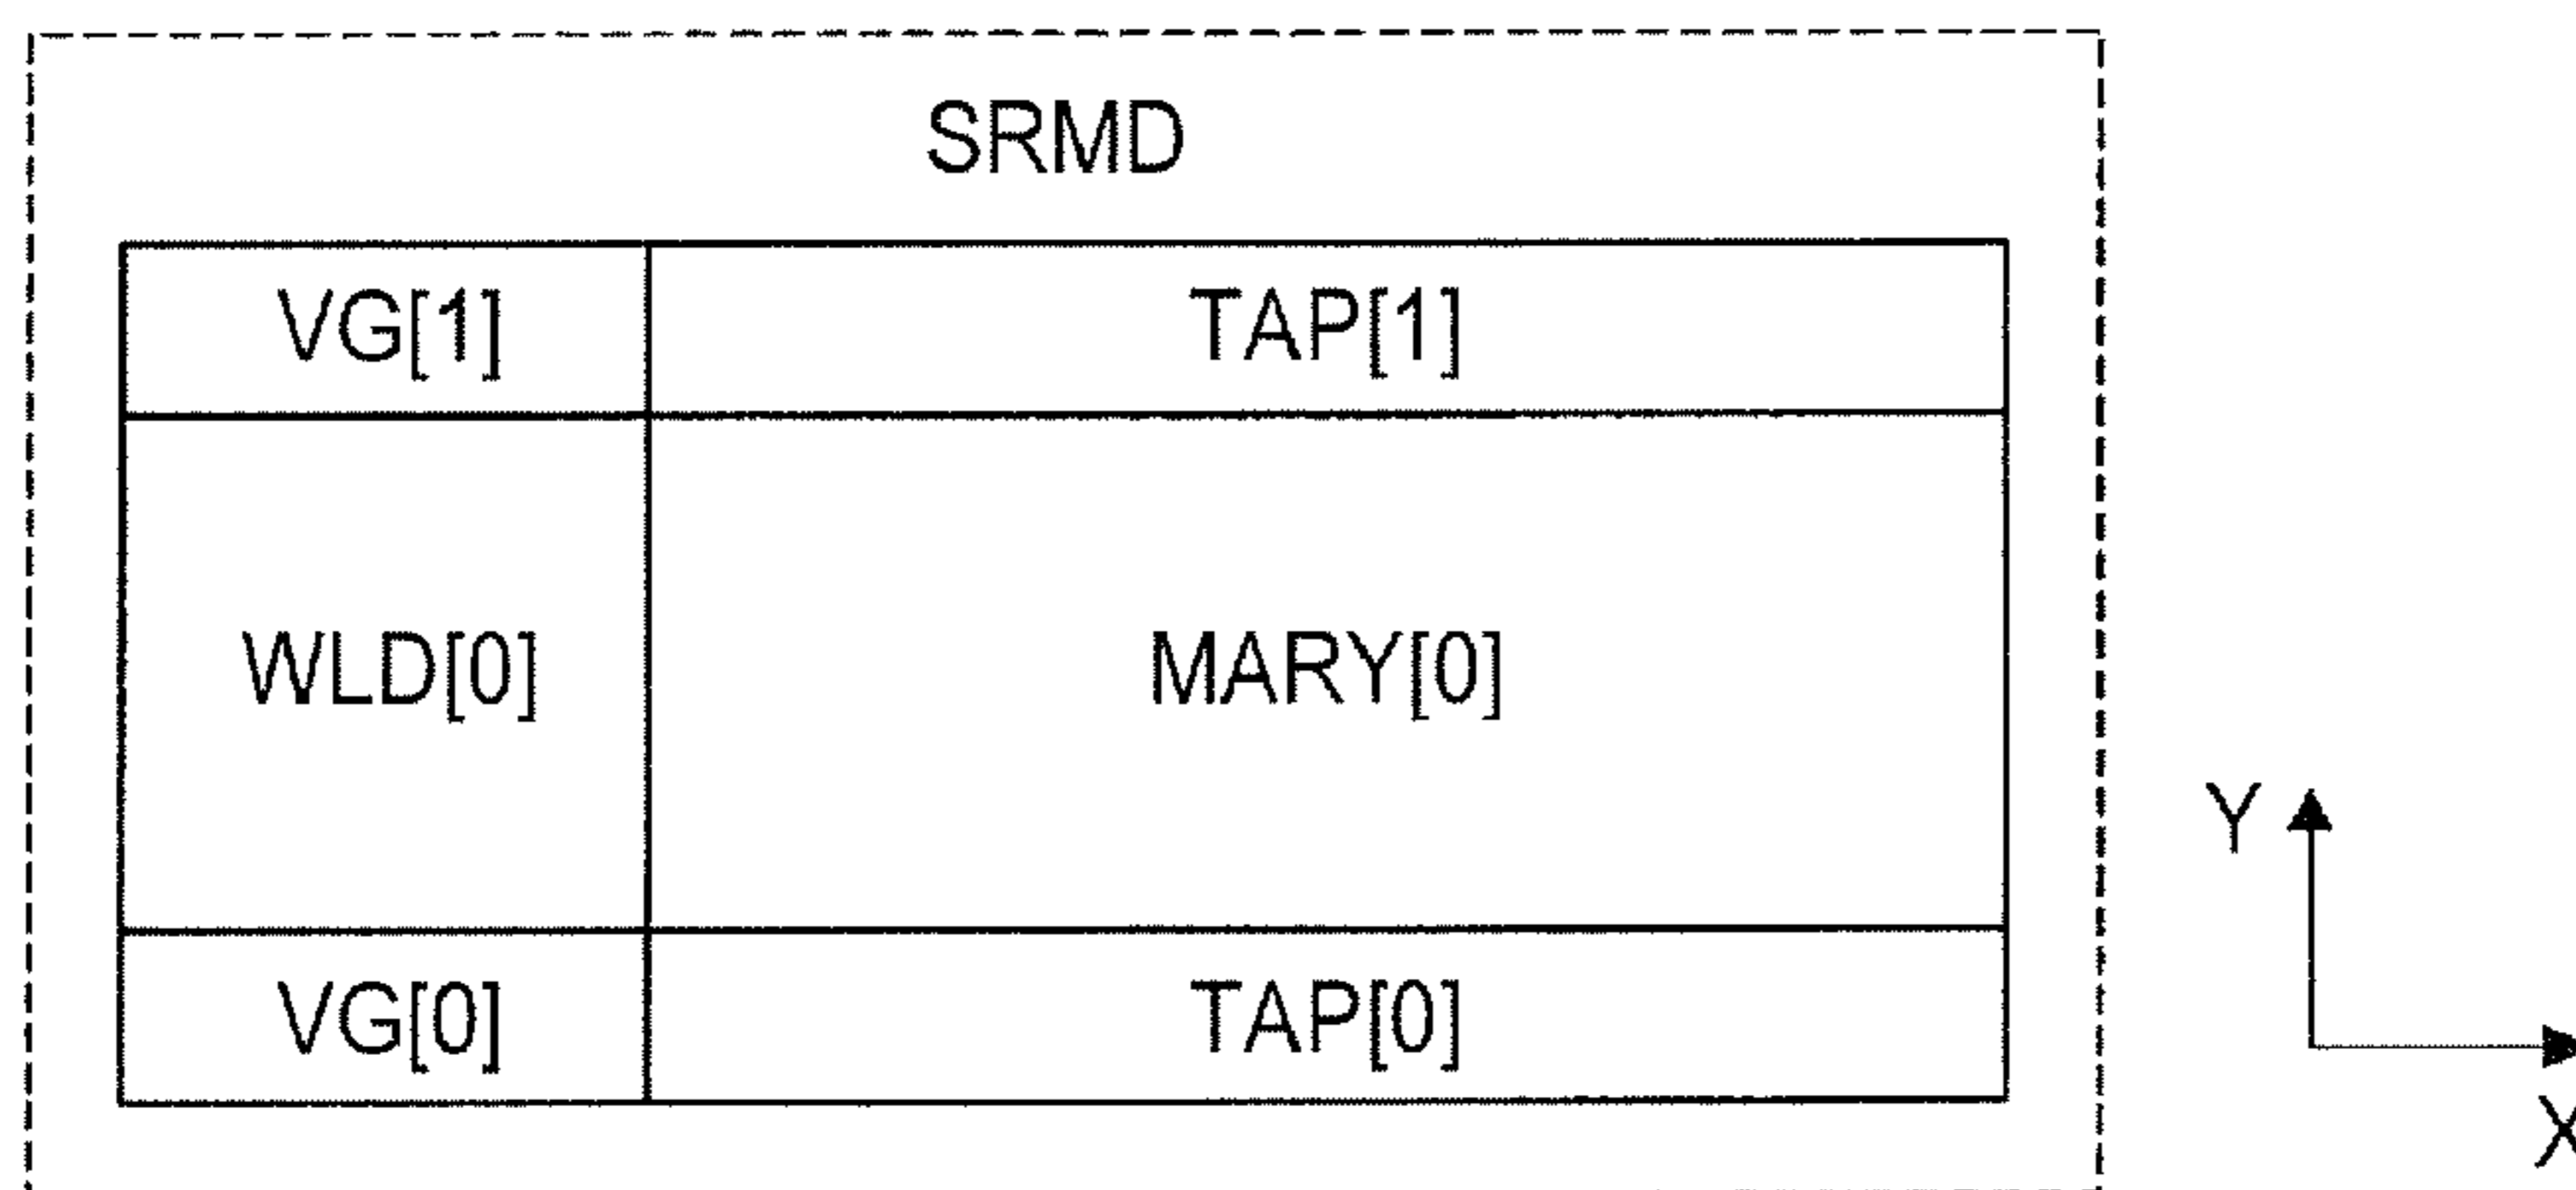 SRMD
VG[1] TAP[1]
WLD[0] MARY[0]
VG[0] TAP[0]
Y
X